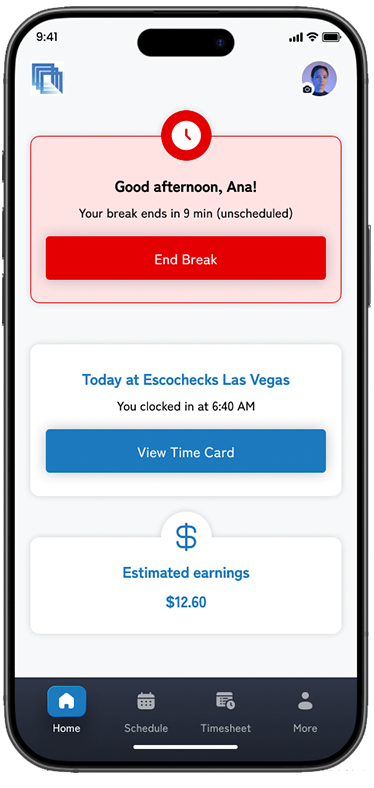 9:41
Good afternoon, Ana!
Your break ends in 9 min (unscheduled)
End Break
Today at Escochecks Las Vegas
You clocked in at 6:40 AM
View Time Card
$
Estimated earnings
$12.60
Home Schedule Timesheet More